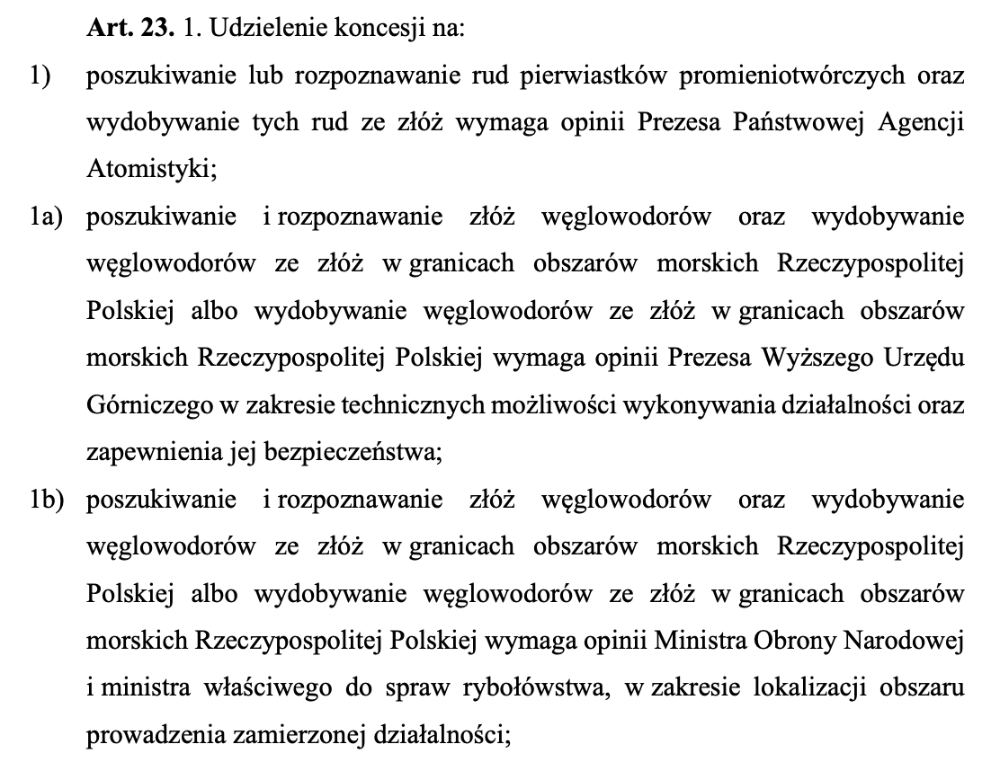 Art. 23. 1. Udzielenie koncesji na:
1) poszukiwanie lub rozpoznawanie rud pierwiastków promieniotwórczych oraz
wydobywanie tych rud ze złóż wymaga opinii Prezesa Państwowej Agencji
Atomistyki;
1a) poszukiwanie i rozpoznawanie złóż węglowodorów oraz wydobywanie
węglowodorów ze złóż w granicach obszarów morskich Rzeczypospolitej
Polskiej albo wydobywanie węglowodorów ze złóż w granicach obszarów
morskich Rzeczypospolitej Polskiej wymaga opinii Prezesa Wyższego Urzędu
Górniczego w zakresie technicznych możliwości wykonywania działalności oraz
zapewnienia jej bezpieczeństwa;
1b) poszukiwanie i rozpoznawanie złóż węglowodorów oraz wydobywanie
węglowodorów ze złóż w granicach obszarów morskich Rzeczypospolitej
Polskiej albo wydobywanie węglowodorów ze złóż w granicach obszarów
morskich Rzeczypospolitej Polskiej wymaga opinii Ministra Obrony Narodowej
i ministra właściwego do spraw rybołówstwa, w zakresie lokalizacji obszaru
prowadzenia zamierzonej działalności;